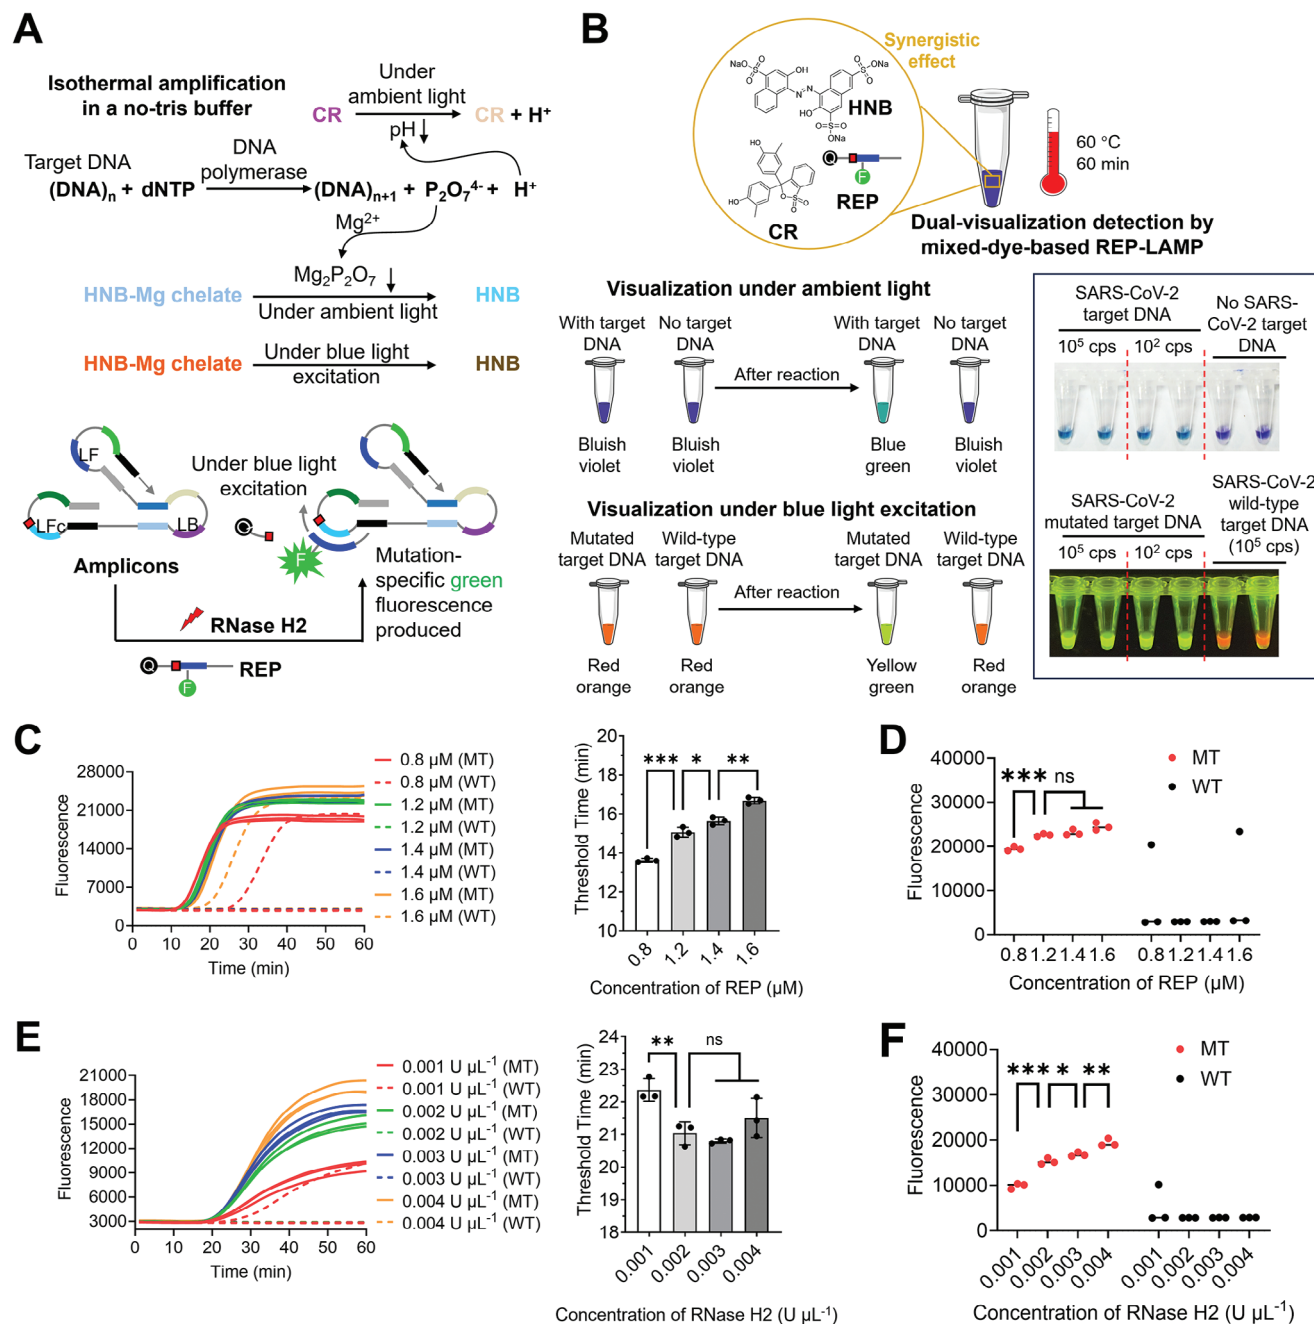 A
Isothermal amplification
in a no-tris buffer
Under
ambient light
CR
CR + H⁺
pH
Target DNA
DNA
polymerase
(DNA)n + dNTP
(DNA)n+1 + P₂O₇⁴⁻ + H⁺
Mg²⁺
Mg₂P₂O₇
HNB-Mg chelate
HNB
Under ambient light
HNB-Mg chelate
Under blue light
excitation
HNB
LF
LFc
LB
Amplicons
Under blue light
excitation
Q
F
Mutation-
specific green
fluorescence
produced
RNase H2
Q
REP
F
B
Synergistic
effect
NaO
OH
ONa
HNB
HO
ONa
HO
Q
F
REP
HO
CR
60 °C
60 min
Dual-visualization detection by
mixed-dye-based REP-LAMP
Visualization under ambient light
With target
DNA
No target
DNA
With target
DNA
No target
DNA
After reaction
Bluish
violet
Bluish
violet
Blue
green
Bluish
violet
Visualization under blue light excitation
Mutated
target DNA
Wild-type
target DNA
Mutated
target DNA
Wild-type
target DNA
After reaction
Red
orange
Red
orange
Yellow
green
Red
orange
SARS-CoV-2
target DNA
No SARS-
CoV-2 target
DNA
10⁵ cps
10² cps
SARS-CoV-2
mutated target DNA
SARS-CoV-2
wild-type
target DNA
(10⁵ cps)
10⁵ cps
10² cps
C
Fluorescence
28000
21000
14000
7000
0
0 10 20 30 40 50 60
Time (min)
0.8 µM (MT)
0.8 µM (WT)
1.2 µM (MT)
1.2 µM (WT)
1.4 µM (MT)
1.4 µM (WT)
1.6 µM (MT)
1.6 µM (WT)
Threshold Time (min)
20
18
16
14
12
10
*** * **
0.8 1.2 1.4 1.6
Concentration of REP (µM)
D
Fluorescence
40000
30000
20000
10000
0
*** ns
MT
WT
0.8 1.2 1.4 1.6 0.8 1.2 1.4 1.6
Concentration of REP (µM)
E
Fluorescence
21000
18000
15000
12000
9000
6000
3000
0 10 20 30 40 50 60
Time (min)
0.001 U µL⁻¹ (MT)
0.001 U µL⁻¹ (WT)
0.002 U µL⁻¹ (MT)
0.002 U µL⁻¹ (WT)
0.003 U µL⁻¹ (MT)
0.003 U µL⁻¹ (WT)
0.004 U µL⁻¹ (MT)
0.004 U µL⁻¹ (WT)
Threshold Time (min)
24
23
22
21
20
19
18
** ns
0.001 0.002 0.003 0.004
Concentration of RNase H2 (U µL⁻¹)
F
Fluorescence
40000
30000
20000
10000
0
*** * **
MT
WT
0.001 0.002 0.003 0.004 0.001 0.002 0.003 0.004
Concentration of RNase H2 (U µL⁻¹)